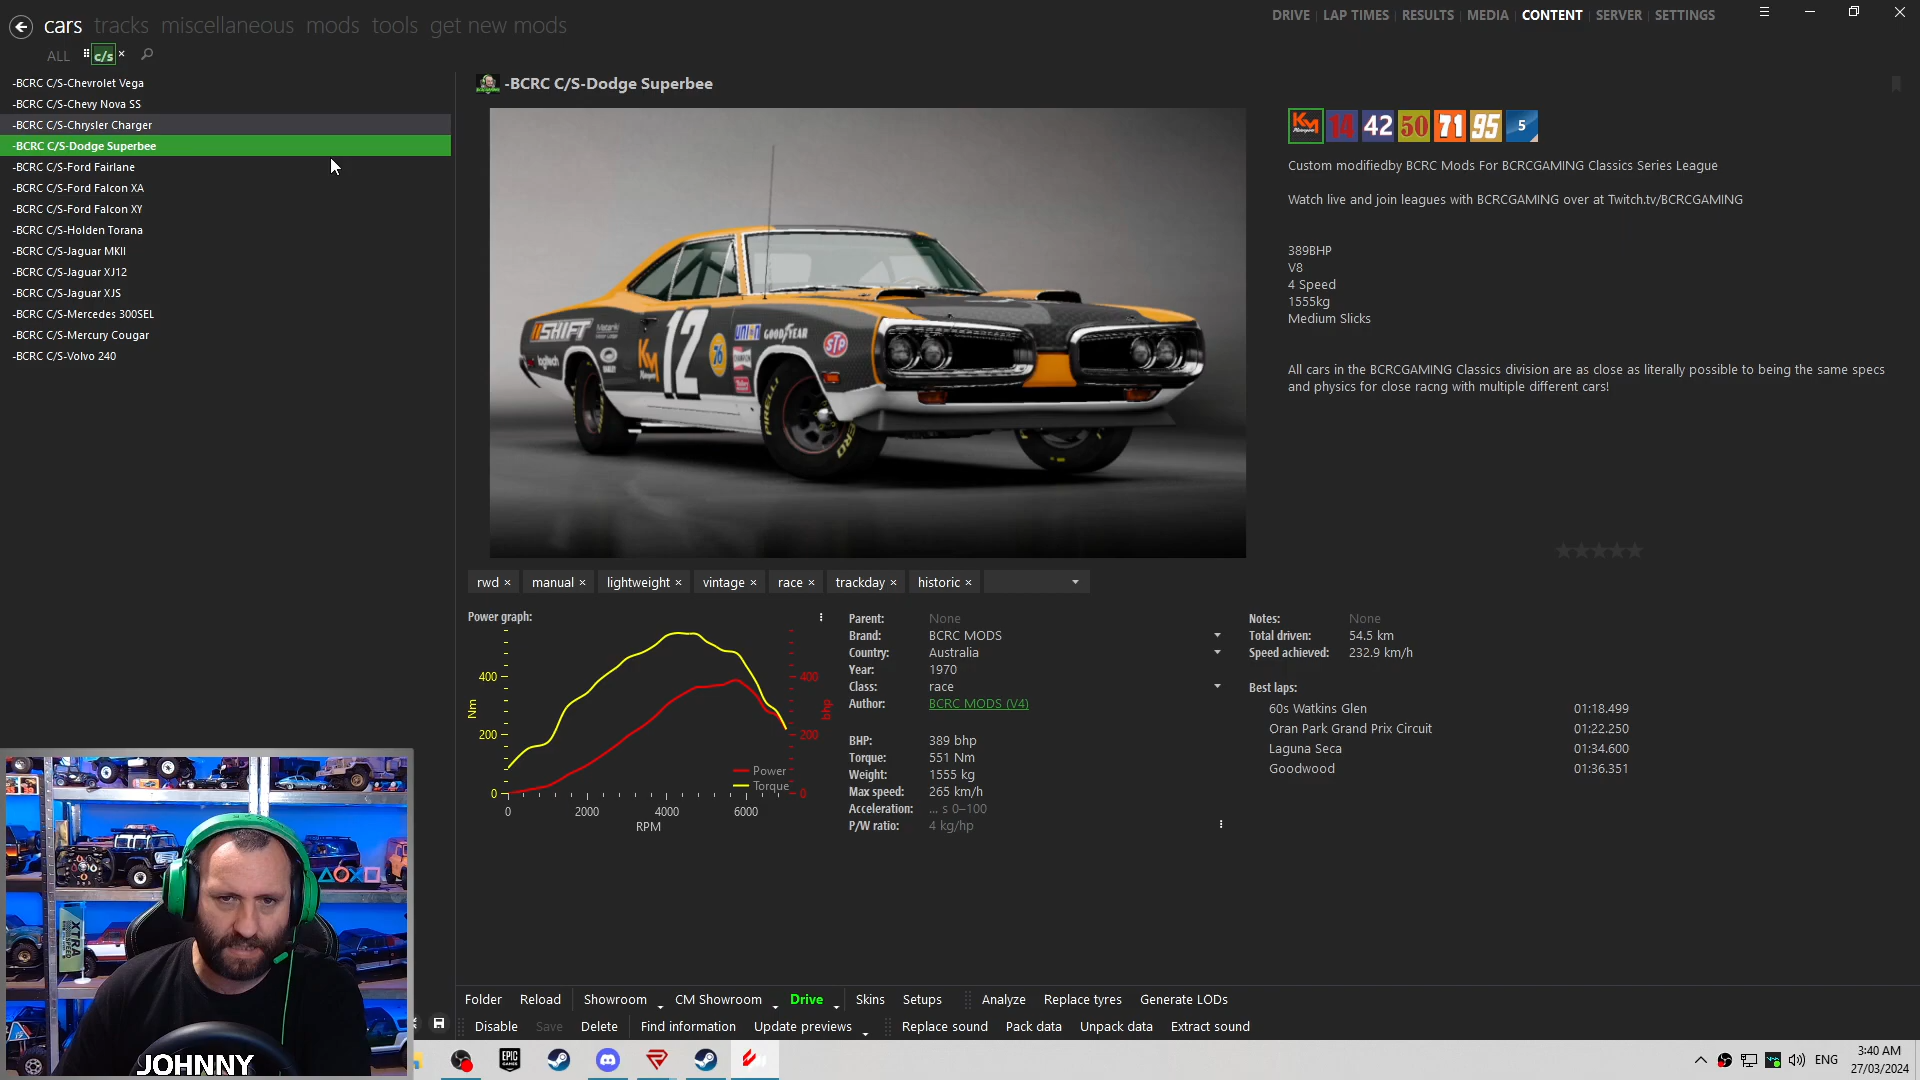 cars tracks miscellaneous mods tools get new mods
DRIVE LAP TIMES RESULTS MEDIA CONTENT SERVER SETTINGS
ALL c/s ×
-BCRC C/S-Chevrolet Vega
-BCRC C/S-Chevy Nova SS
-BCRC C/S-Chrysler Charger
-BCRC C/S-Dodge Superbee
-BCRC C/S-Ford Fairlane
-BCRC C/S-Ford Falcon XA
-BCRC C/S-Ford Falcon XY
-BCRC C/S-Holden Torana
-BCRC C/S-Jaguar MKII
-BCRC C/S-Jaguar XJ12
-BCRC C/S-Jaguar XJS
-BCRC C/S-Mercedes 300SEL
-BCRC C/S-Mercury Cougar
-BCRC C/S-Volvo 240
-BCRC C/S-Dodge Superbee
SHIFT
logitech
KM
12
76
UNION
GOODYEAR
CHAMPION
STP
PIRELLI
KM 14 42 50 71 95 5
Custom modifiedby BCRC Mods For BCRCGAMING Classics Series League
Watch live and join leagues with BCRCGAMING over at Twitch.tv/BCRCGAMING
389BHP
V8
4 Speed
1555kg
Medium Slicks
All cars in the BCRCGAMING Classics division are as close as literally possible to being the same specs
and physics for close racng with multiple different cars!
rwd × manual × lightweight × vintage × race × trackday × historic ×
Power graph:
400
200
0
Nm
400
200
0
bhp
Power
Torque
0 2000 4000 6000
RPM
Parent: None
Brand: BCRC MODS
Country: Australia
Year: 1970
Class: race
Author: BCRC MODS (V4)
BHP: 389 bhp
Torque: 551 Nm
Weight: 1555 kg
Max speed: 265 km/h
Acceleration: ... s 0–100
P/W ratio: 4 kg/hp
Notes: None
Total driven: 54.5 km
Speed achieved: 232.9 km/h
Best laps:
60s Watkins Glen 01:18.499
Oran Park Grand Prix Circuit 01:22.250
Laguna Seca 01:34.600
Goodwood 01:36.351
XTRA
SPEED
JOHNNY
Folder Reload Showroom CM Showroom Drive Skins Setups Analyze Replace tyres Generate LODs
Disable Save Delete Find information Update previews Replace sound Pack data Unpack data Extract sound
EPIC
GAMES
ENG
3:40 AM
27/03/2024